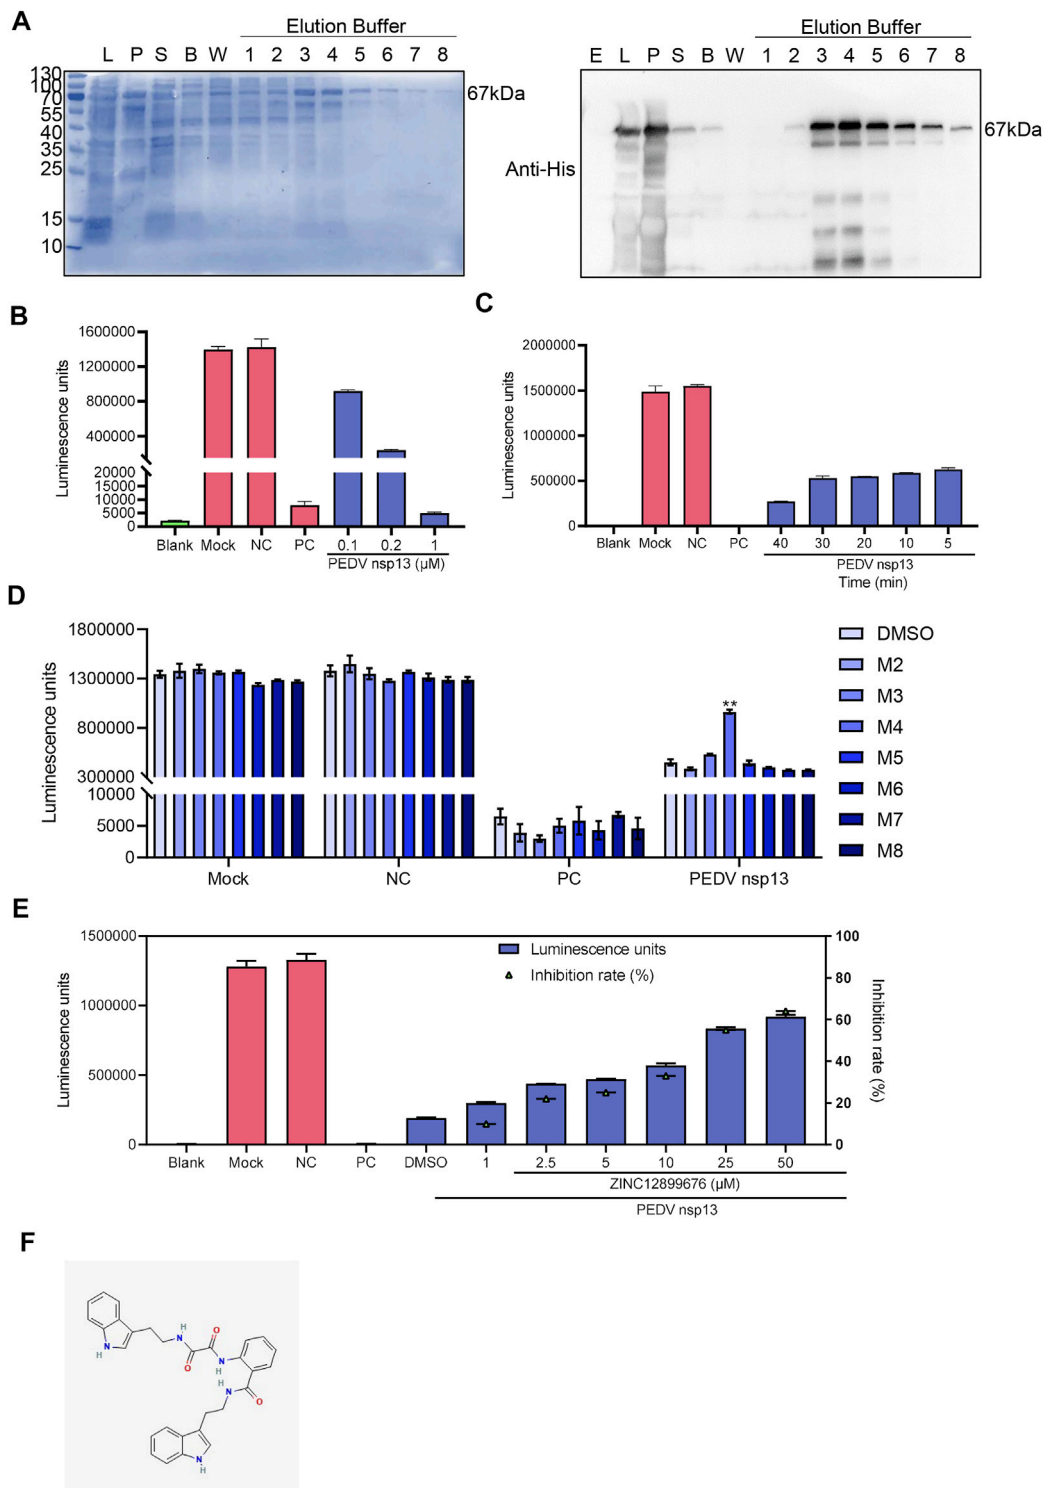 A
Elution Buffer
L P S B W 1 2 3 4 5 6 7 8
130
100
70
55
40
35
25
15
10
67kDa
Elution Buffer
E L P S B W 1 2 3 4 5 6 7 8
Anti-His
67kDa
B
Luminescence units
1600000
1200000
800000
400000
20000
15000
10000
5000
0
Blank Mock NC PC 0.1 0.2 1
PEDV nsp13 (μM)
C
Luminescence units
2000000
1500000
1000000
500000
0
Blank Mock NC PC 40 30 20 10 5
PEDV nsp13
Time (min)
D
Luminescence units
1800000
1300000
800000
300000
10000
5000
0
**
Mock NC PC PEDV nsp13
DMSO
M2
M3
M4
M5
M6
M7
M8
E
Luminescence units
1500000
1000000
500000
0
Luminescence units
Inhibition rate (%)
100
80
60
40
20
0
Inhibition rate (%)
Blank Mock NC PC DMSO 1 2.5 5 10 25 50
ZINC12899676 (μM)
PEDV nsp13
F
H
N
O
N
H
O
N
H
H
N
O
N
H